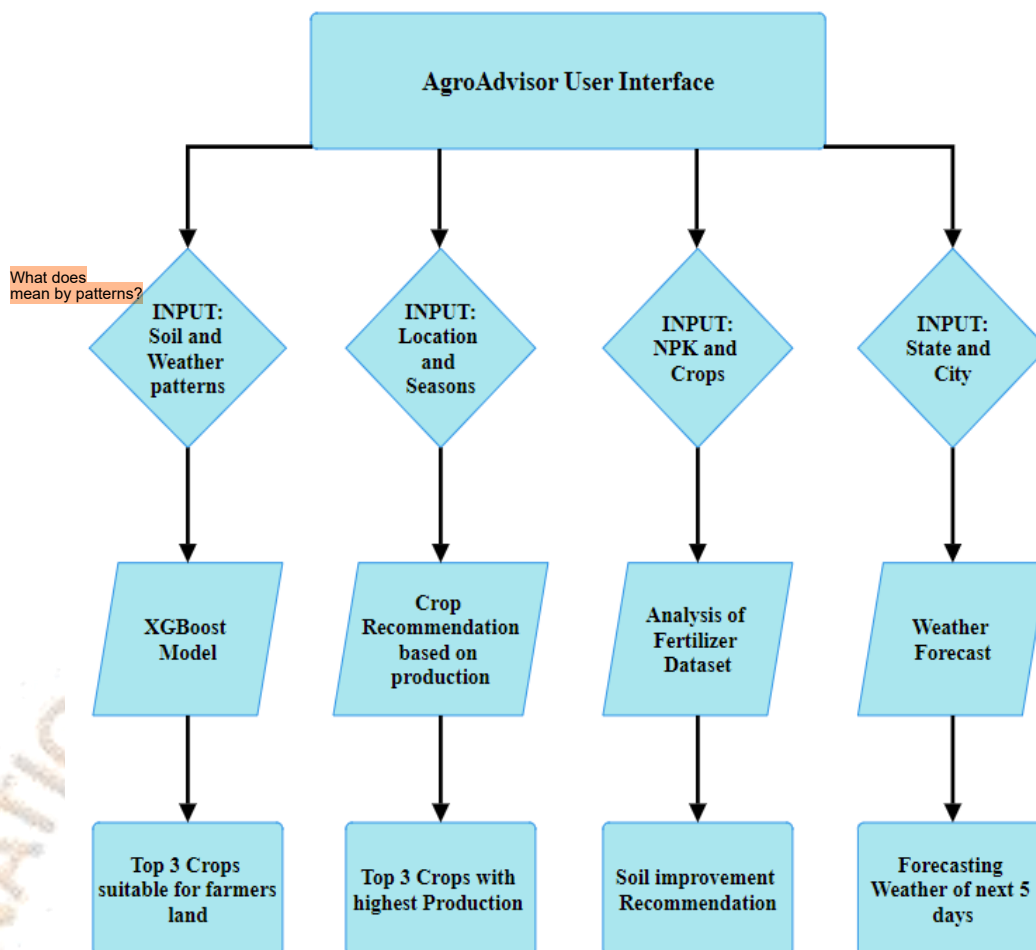 AgroAdvisor User Interface
What does
mean by patterns?
INPUT:
Soil and
Weather
patterns
INPUT:
Location
and
Seasons
INPUT:
NPK and
Crops
INPUT:
State and
City
XGBoost
Model
Crop
Recommendation
based on
production
Analysis of
Fertilizer
Dataset
Weather
Forecast
Top 3 Crops
suitable for farmers
land
Top 3 Crops with
highest Production
Soil improvement
Recommendation
Forecasting
Weather of next 5
days